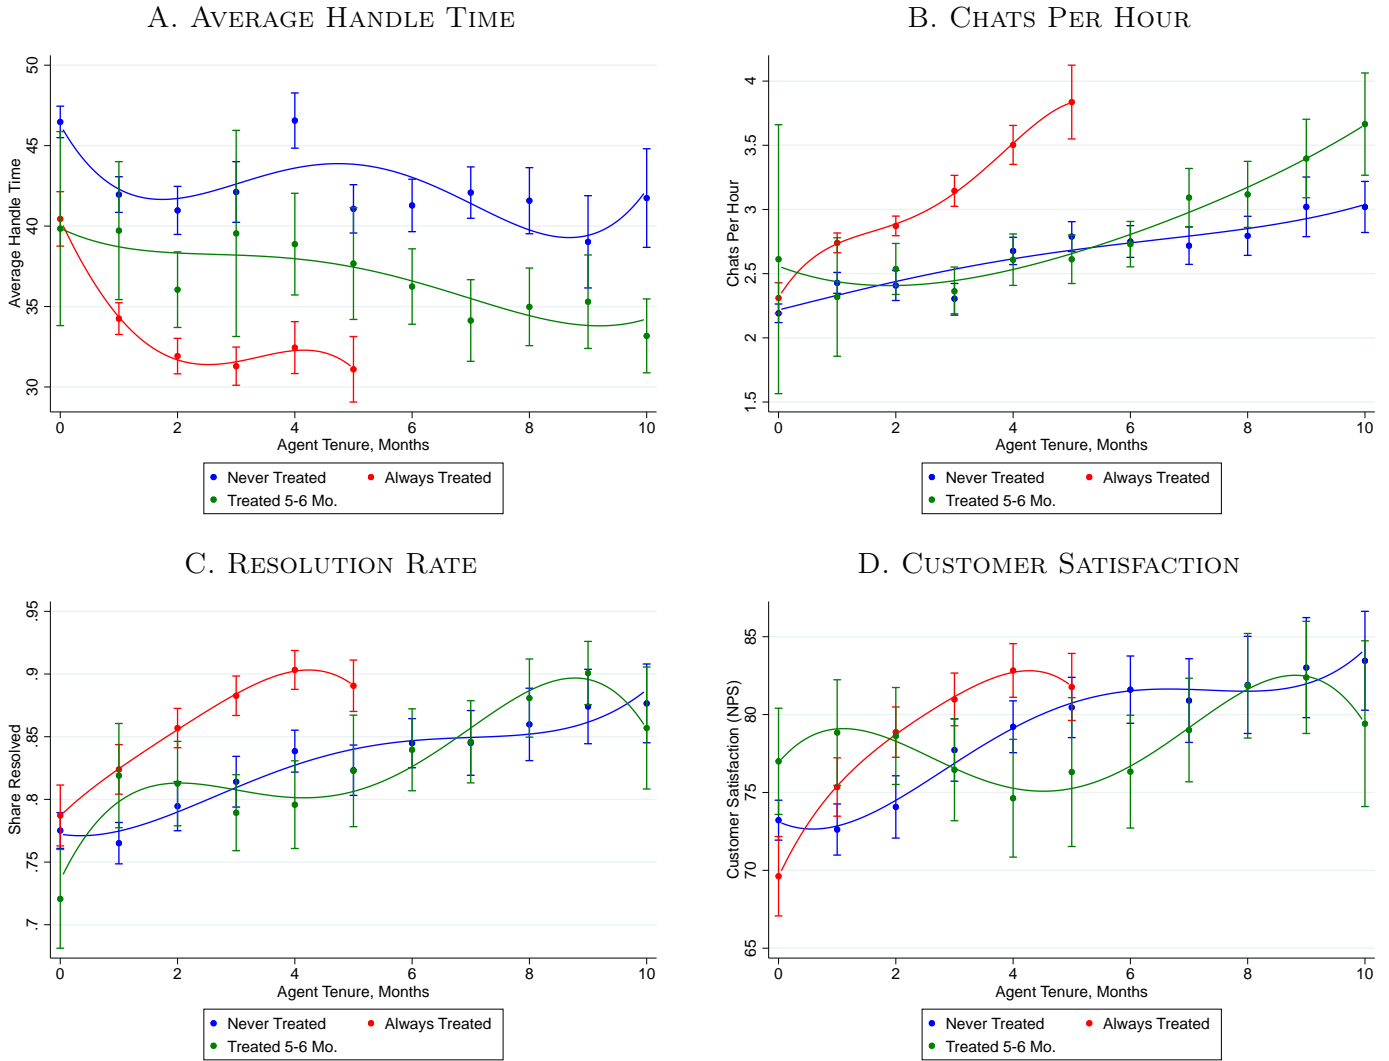 A. Average Handle Time
50
45
40
35
30
Average Handle Time
0 2 4 6 8 10
Agent Tenure, Months
Never Treated Always Treated
Treated 5-6 Mo.
B. Chats Per Hour
4
3.5
3
2.5
2
1.5
Chats Per Hour
0 2 4 6 8 10
Agent Tenure, Months
Never Treated Always Treated
Treated 5-6 Mo.
C. Resolution Rate
.95
.9
.85
.8
.75
.7
Share Resolved
0 2 4 6 8 10
Agent Tenure, Months
Never Treated Always Treated
Treated 5-6 Mo.
D. Customer Satisfaction
85
80
75
70
65
Customer Satisfaction (NPS)
0 2 4 6 8 10
Agent Tenure, Months
Never Treated Always Treated
Treated 5-6 Mo.